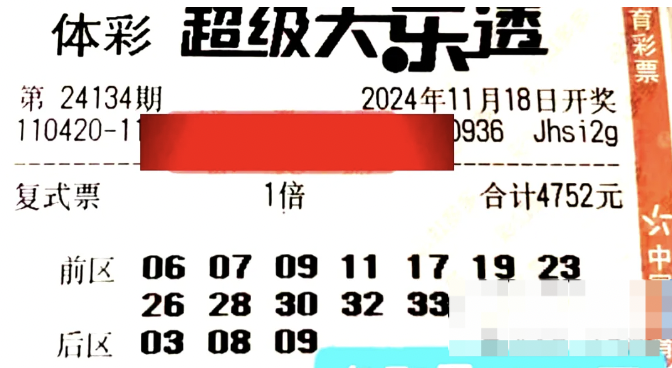 体彩 超级大乐透
第 24134期 2024年11月18日开奖
110420-11 0936 Jhsi2g
复式票 1倍 合计4752元
前区 06 07 09 11 17 19 23
26 28 30 32 33
后区 03 08 09
育彩票
中